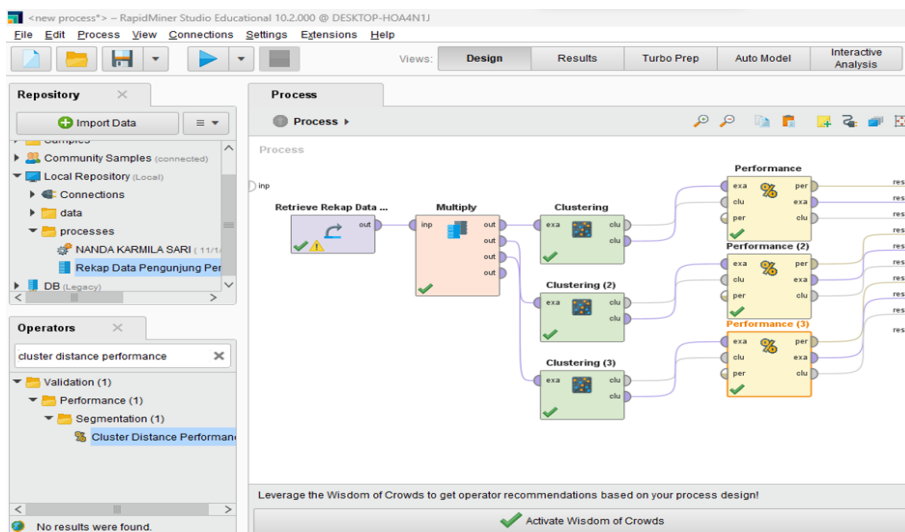 <new process*> – RapidMiner Studio Educational 10.2.000 @ DESKTOP-HOA4N1J
File Edit Process View Connections Settings Extensions Help
Views: Design Results Turbo Prep Auto Model Interactive Analysis
Repository
Import Data
Community Samples (connected)
Local Repository (Local)
Connections
data
processes
NANDA KARMILA SARI ( 11/1
Rekap Data Pengunjung Per
DB (Legacy)
Operators
cluster distance performance
Validation (1)
Performance (1)
Segmentation (1)
Cluster Distance Performan
No results were found.
Process
Process
Process
inp
Retrieve Rekap Data ...
out
Multiply
inp out
out
out
out
Clustering
exa clu
clu
Clustering (2)
exa clu
clu
Clustering (3)
exa clu
clu
Performance
exa per
clu exa
per clu
Performance (2)
exa per
clu exa
per clu
Performance (3)
exa per
clu exa
per clu
res
res
res
res
res
res
res
res
res
Leverage the Wisdom of Crowds to get operator recommendations based on your process design!
Activate Wisdom of Crowds